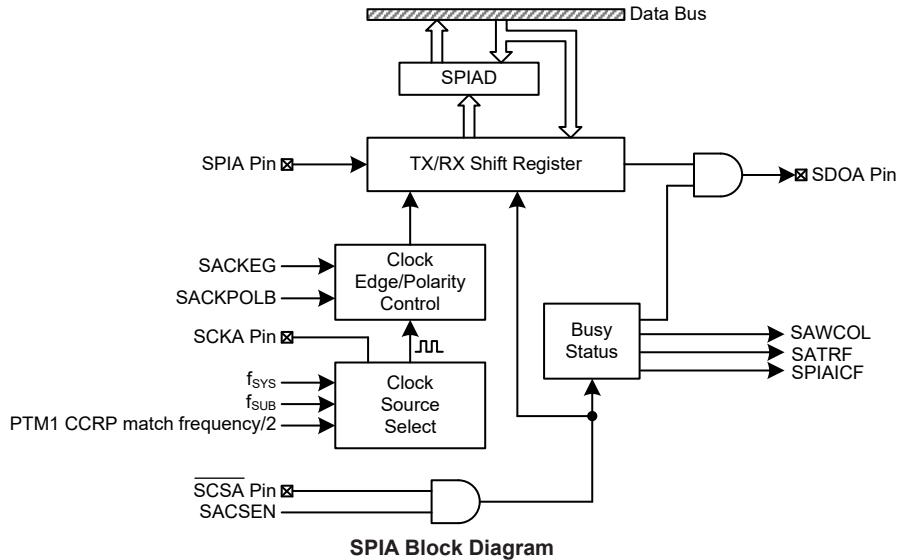 Data Bus
SPIAD
SPIA Pin
TX/RX Shift Register
SDOA Pin
SACKEG
SACKPOLB
Clock
Edge/Polarity
Control
SCKA Pin
Busy
Status
SAWCOL
SATRF
SPIAICF
fSYS
fSUB
PTM1 CCRP match frequency/2
Clock
Source
Select
SCSA Pin
SACSEN
SPIA Block Diagram